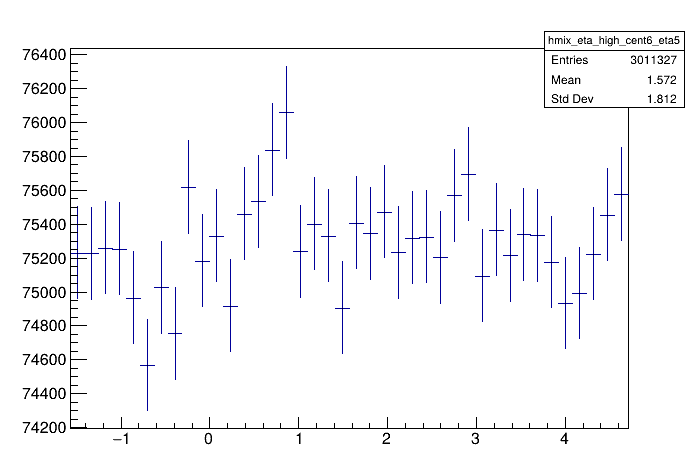 hmix_eta_high_cent6_eta5
Entries 3011327
Mean 1.572
Std Dev 1.812
76400
76200
76000
75800
75600
75400
75200
75000
74800
74600
74400
74200
−1 0 1 2 3 4